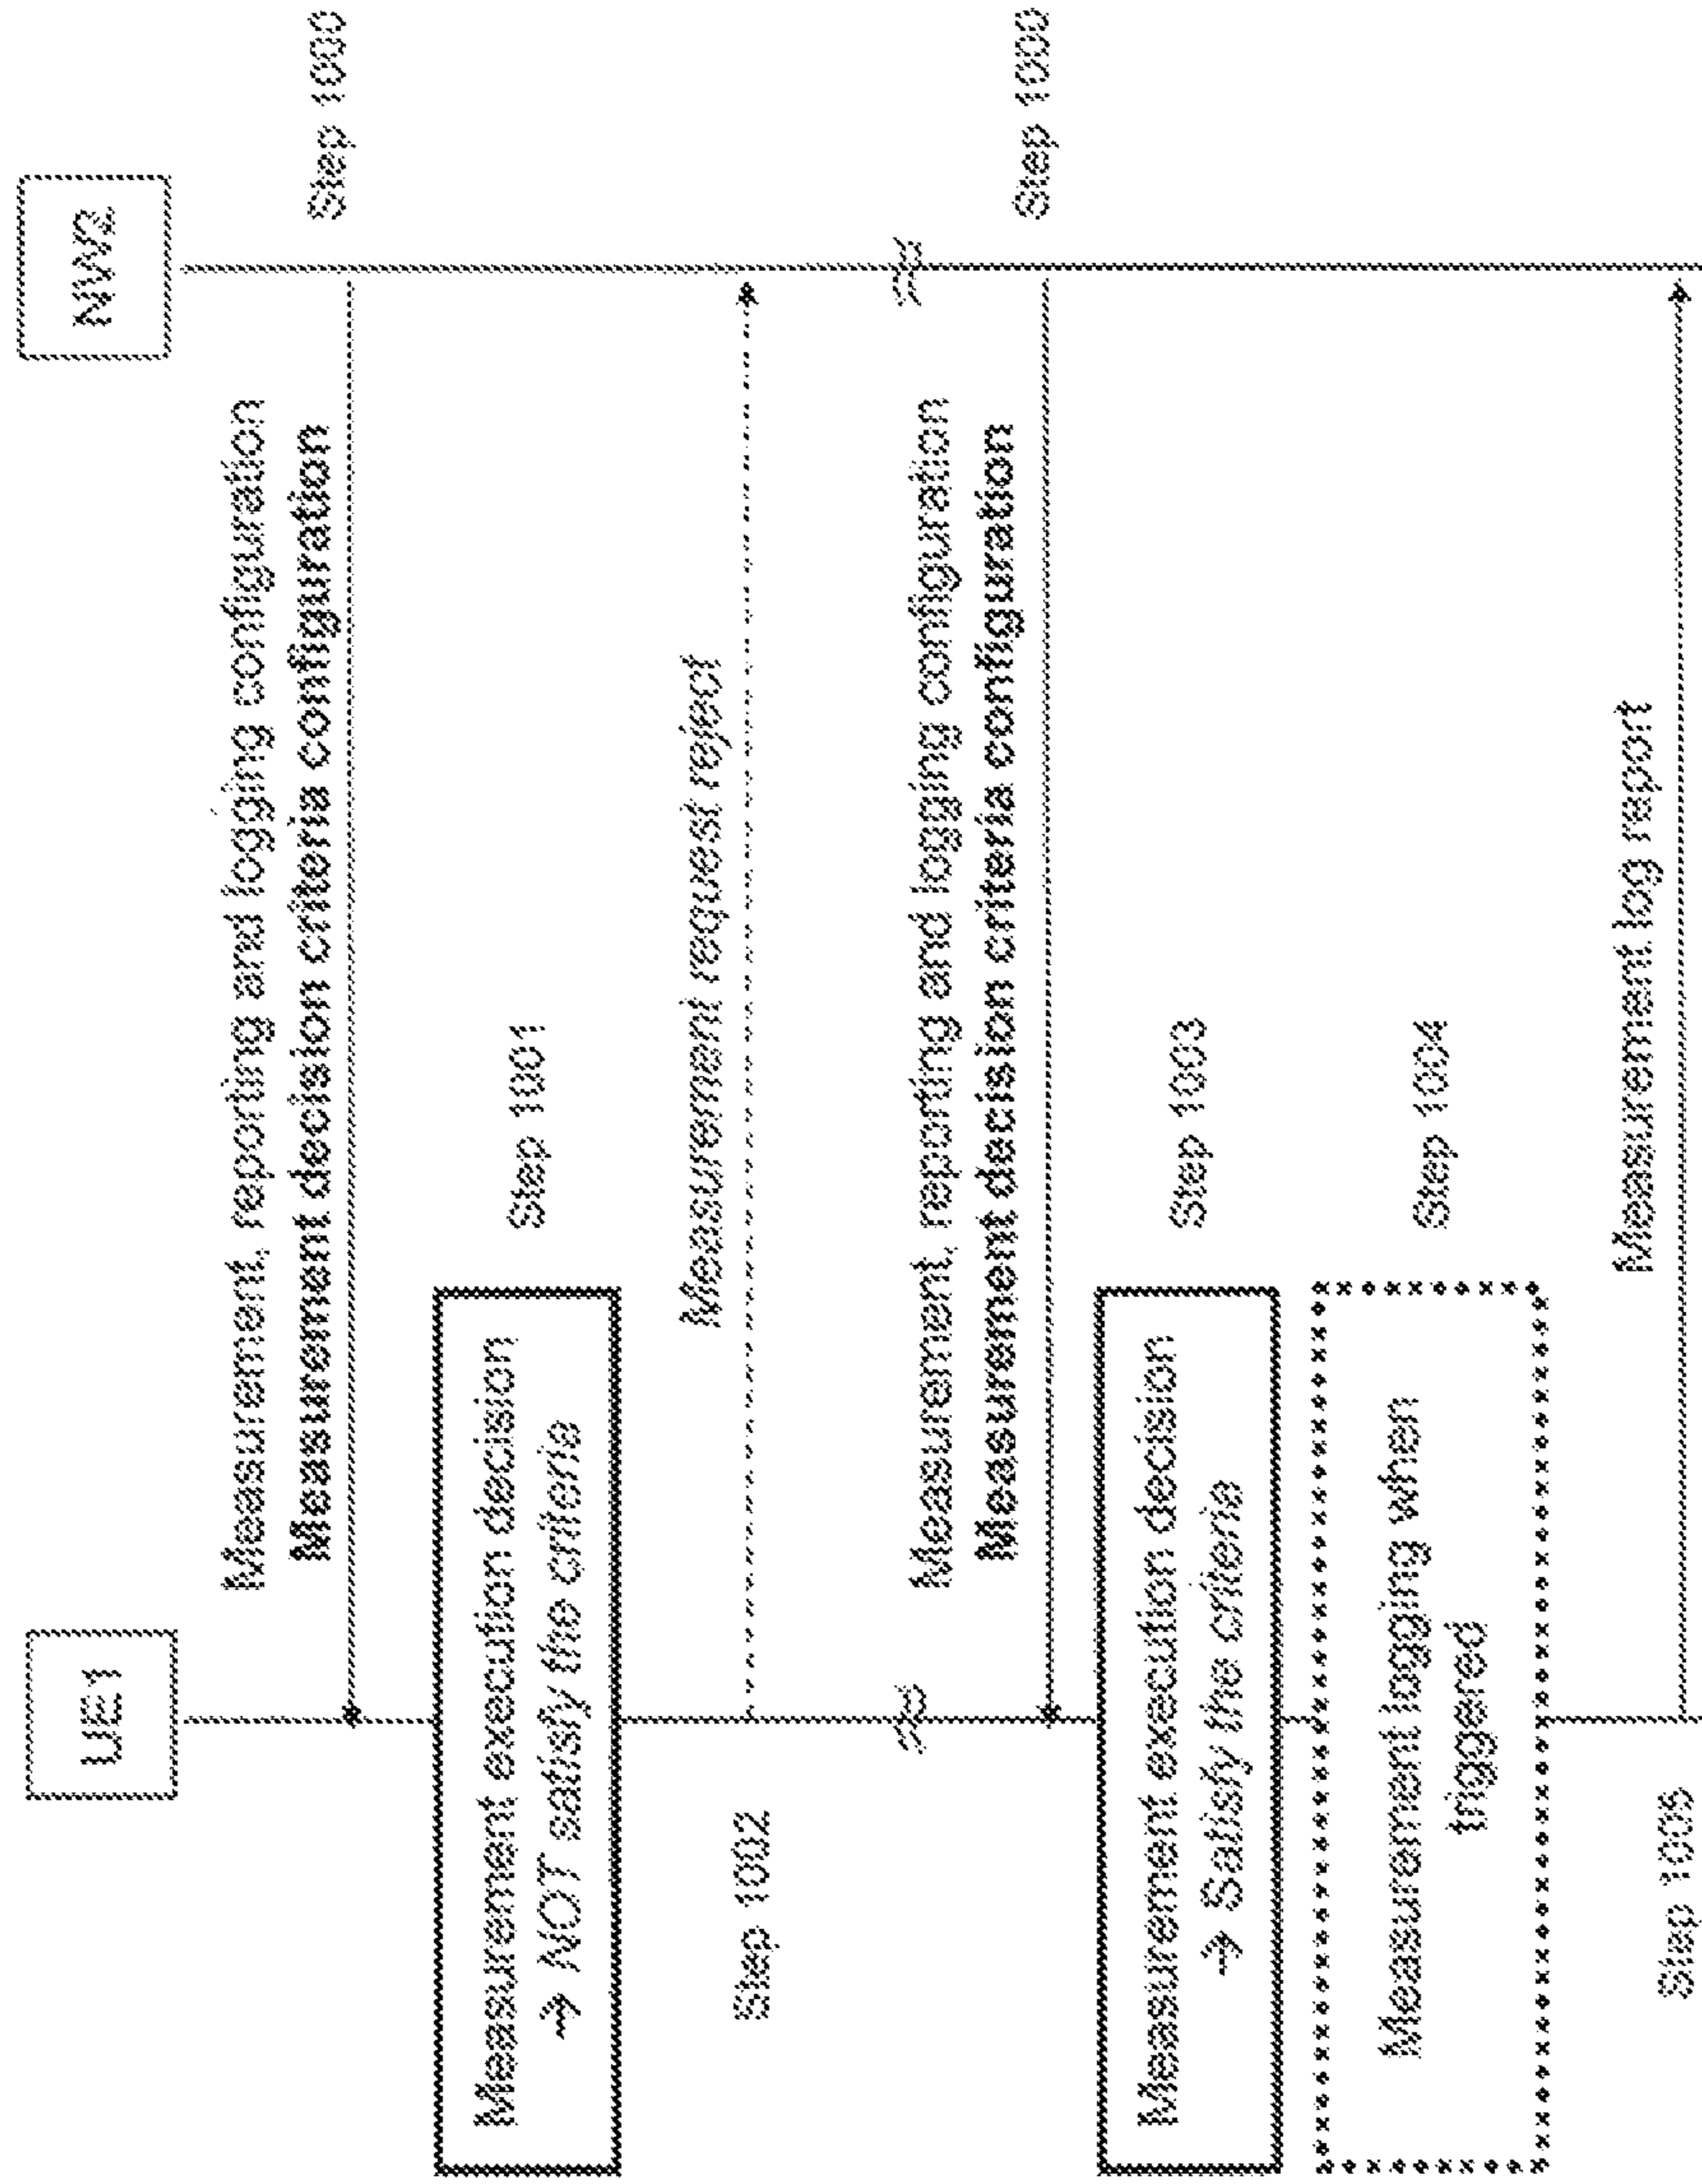 UE1
NW2
Measurement, reporting and logging configuration
Measurement decision criteria configuration
Step 1000
Measurement execution decision
→ NOT satisfy the criteria
Step 1001
Measurement request reject
Step 1002
Measurement, reporting and logging configuration
Measurement decision criteria configuration
Step 1000
Measurement execution decision
→ Satisfy the criteria
Step 1003
Measurement logging when
triggered
Step 1004
Measurement log report
Step 1005